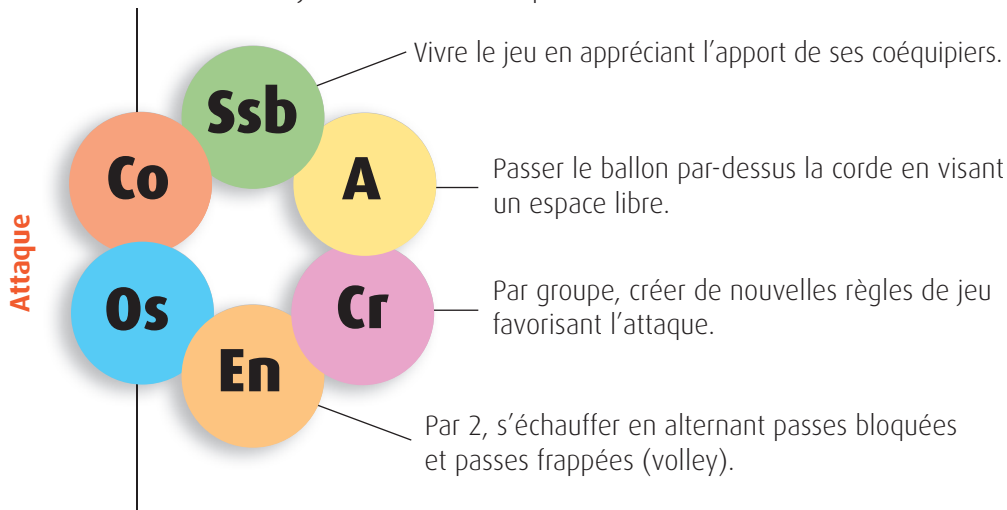 Vivre le jeu en appréciant l’apport de ses coéquipiers.
Ssb
Co
A
Passer le ballon par-dessus la corde en visant
un espace libre.
Attaque
Os
Cr
Par groupe, créer de nouvelles règles de jeu
favorisant l’attaque.
En
Par 2, s’échauffer en alternant passes bloquées
et passes frappées (volley).